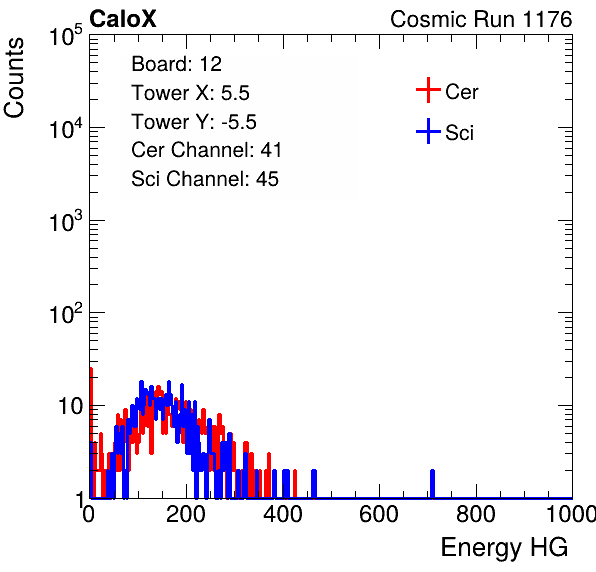 CaloX
Cosmic Run 1176
Counts
Board: 12
Tower X: 5.5
Tower Y: -5.5
Cer Channel: 41
Sci Channel: 45
Cer
Sci
10^5
10^4
10^3
10^2
10
1
0 200 400 600 800 1000
Energy HG